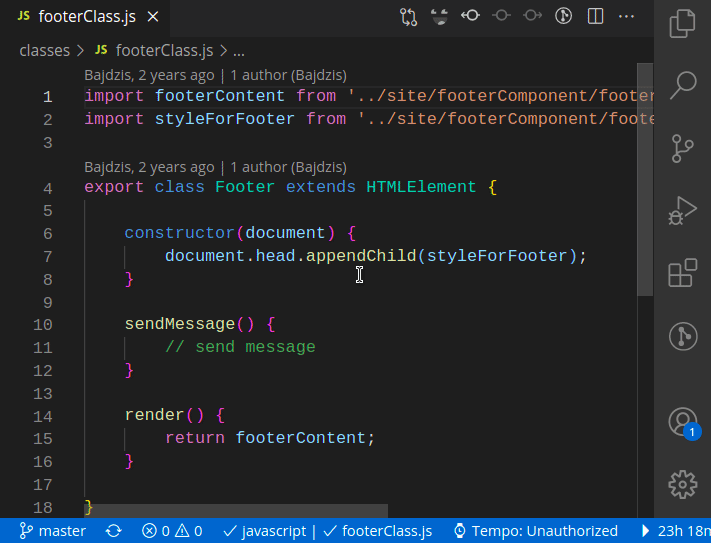 JS footerClass.js
classes > JS footerClass.js > ...
Bajdzis, 2 years ago | 1 author (Bajdzis)
1 import footerContent from '../site/footerComponent/footer
2 import styleForFooter from '../site/footerComponent/foote
3
Bajdzis, 2 years ago | 1 author (Bajdzis)
4 export class Footer extends HTMLElement {
5
6 constructor(document) {
7 document.head.appendChild(styleForFooter);
8 }
9
10 sendMessage() {
11 // send message
12 }
13
14 render() {
15 return footerContent;
16 }
17
18 }
1
master 0 0 javascript | footerClass.js Tempo: Unauthorized 23h 18m